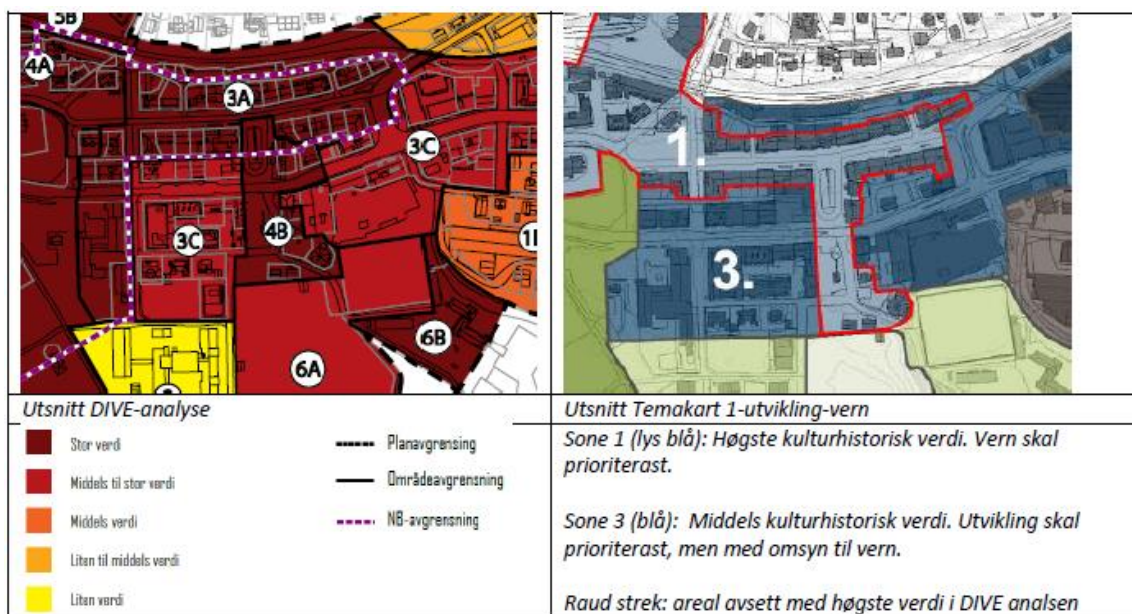 5B
4A
3A
3C
3C
4B
1E
6B
6A
1.
3.
Utsnitt DIVE-analyse
Utsnitt Temakart 1-utvikling-vern
Stor verdi
Middels til stor verdi
Middels verdi
Liten til middels verdi
Liten verdi
Planavgrensing
Områdeavgrensning
NB-avgrensning
Sone 1 (lys blå): Høgste kulturhistorisk verdi. Vern skal
prioriterast.
Sone 3 (blå): Middels kulturhistorisk verdi. Utvikling skal
prioriterast, men med omsyn til vern.
Raud strek: areal avsett med høgste verdi i DIVE analsen